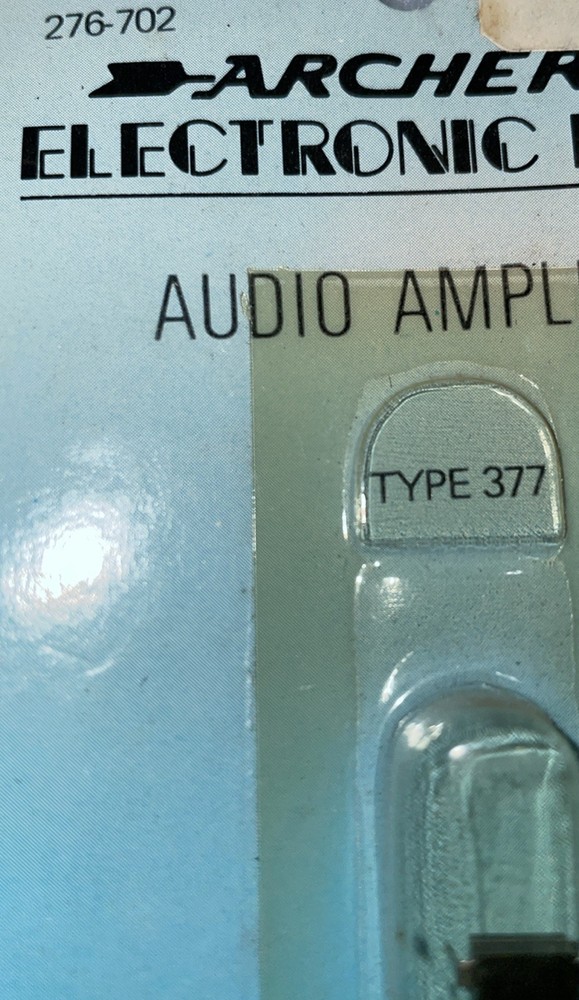 276-702
ARCHER
ELECTRONIC
AUDIO AMPL
TYPE 377